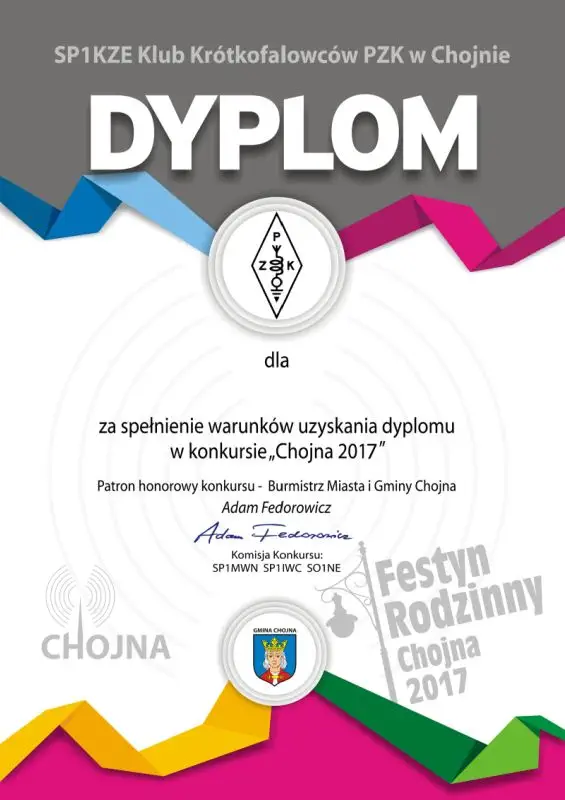 SP1KZE Klub Krótkofalowców PZK w Chojnie
DYPLOM
P
Z K
dla
za spełnienie warunków uzyskania dyplomu
w konkursie „Chojna 2017”
Patron honorowy konkursu - Burmistrz Miasta i Gminy Chojna
Adam Fedorowicz
Adam Fedorowicz
Komisja Konkursu:
SP1MWN SP1IWC SO1NE
CHOJNA
GMINA CHOJNA
Festyn
Rodzinny
Chojna
2017